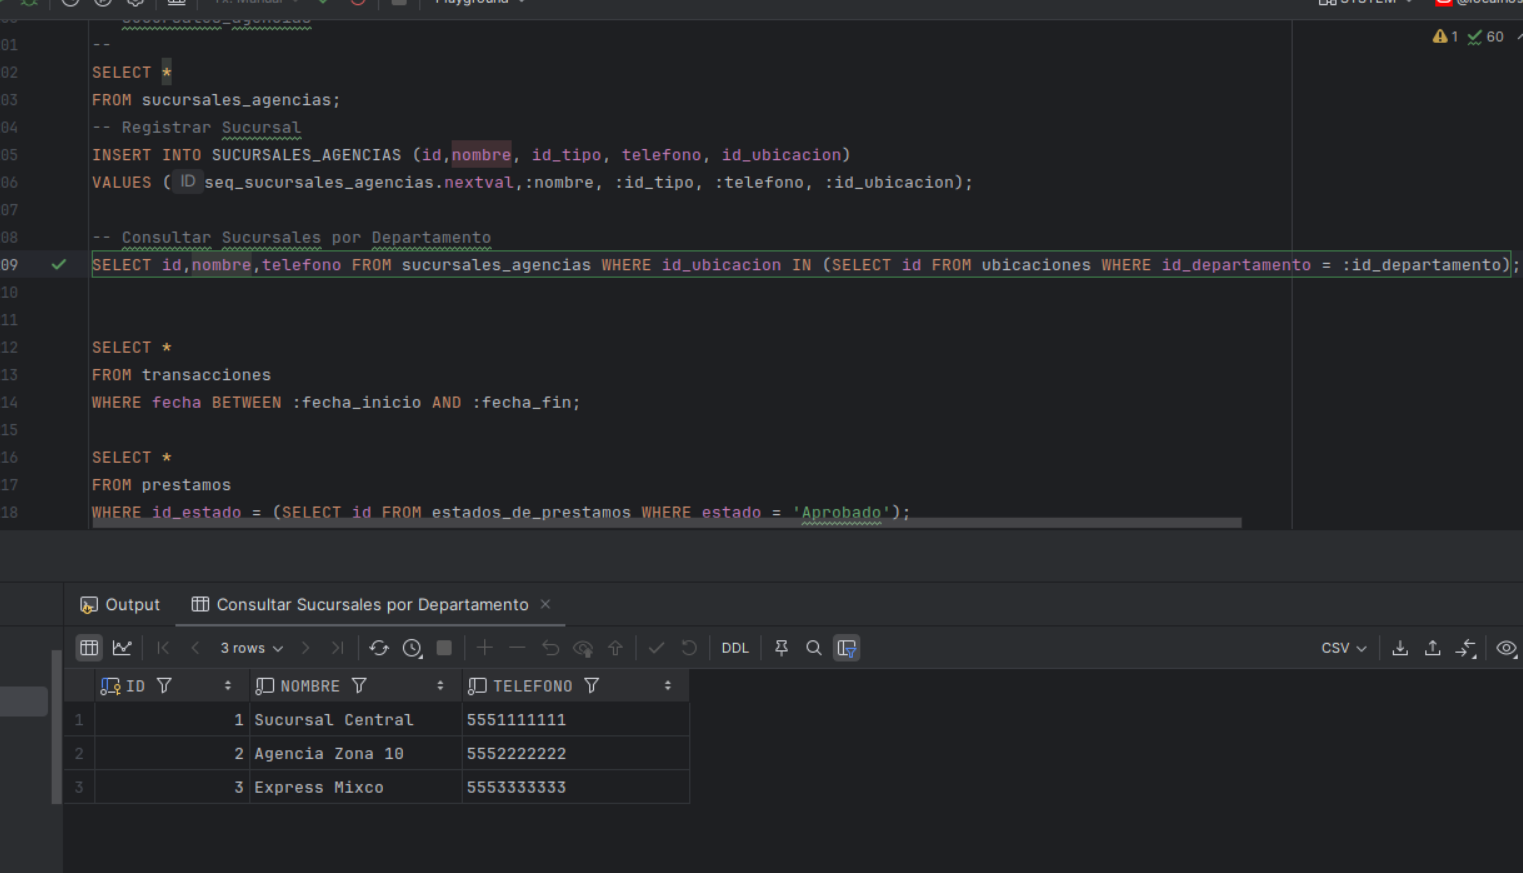 Tx: Manual
Playground
SYSTEM
@localhos
00
sucursales_agencias
01 --
1
60
02 SELECT *
03 FROM sucursales_agencias;
04 -- Registrar Sucursal
05 INSERT INTO SUCURSALES_AGENCIAS (id,nombre, id_tipo, telefono, id_ubicacion)
06 VALUES ( ID seq_sucursales_agencias.nextval,:nombre, :id_tipo, :telefono, :id_ubicacion);
07
08 -- Consultar Sucursales por Departamento
09 SELECT id,nombre,telefono FROM sucursales_agencias WHERE id_ubicacion IN (SELECT id FROM ubicaciones WHERE id_departamento = :id_departamento);
10
11
12 SELECT *
13 FROM transacciones
14 WHERE fecha BETWEEN :fecha_inicio AND :fecha_fin;
15
16 SELECT *
17 FROM prestamos
18 WHERE id_estado = (SELECT id FROM estados_de_prestamos WHERE estado = 'Aprobado');
Output Consultar Sucursales por Departamento
3 rows DDL CSV
ID NOMBRE TELEFONO
1 1 Sucursal Central 5551111111
2 2 Agencia Zona 10 5552222222
3 3 Express Mixco 5553333333